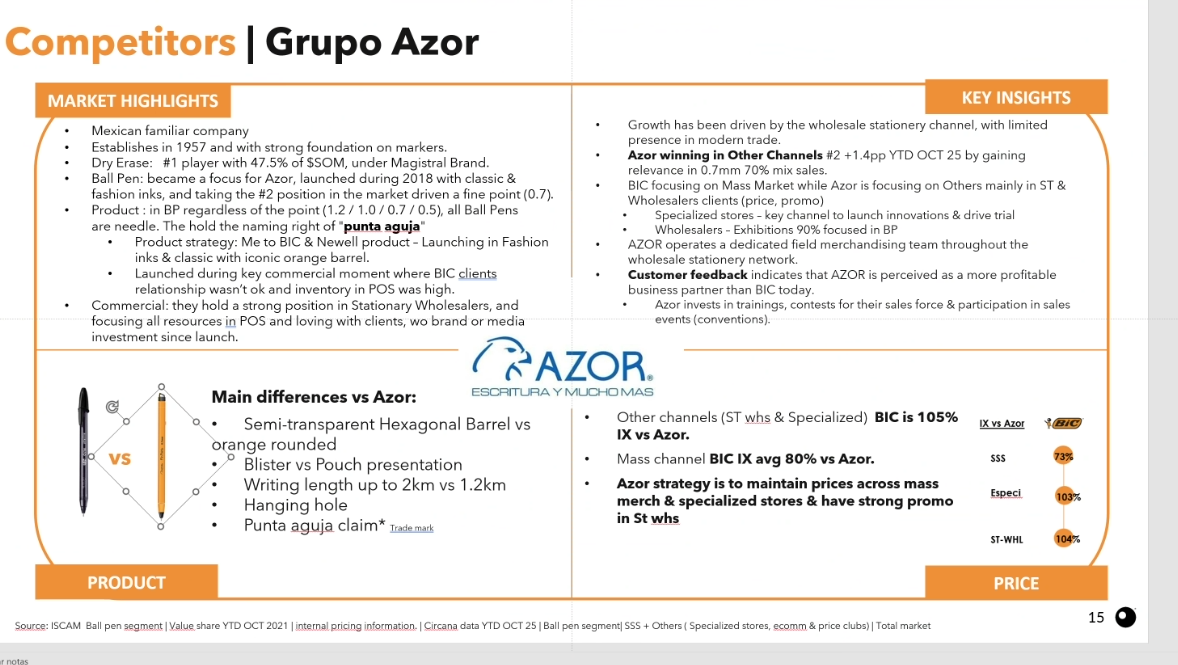 Competitors | Grupo Azor
MARKET HIGHLIGHTS
• Mexican familiar company
• Establishes in 1957 and with strong foundation on markers.
• Dry Erase: #1 player with 47.5% of $SOM, under Magistral Brand.
• Ball Pen: became a focus for Azor, launched during 2018 with classic &
fashion inks, and taking the #2 position in the market driven a fine point (0.7).
• Product : in BP regardless of the point (1.2 / 1.0 / 0.7 / 0.5), all Ball Pens
are needle. The hold the naming right of "punta aguja"
• Product strategy: Me to BIC & Newell product – Launching in Fashion
inks & classic with iconic orange barrel.
• Launched during key commercial moment where BIC clients
relationship wasn't ok and inventory in POS was high.
• Commercial: they hold a strong position in Stationary Wholesalers, and
focusing all resources in POS and loving with clients, wo brand or media
investment since launch.
KEY INSIGHTS
• Growth has been driven by the wholesale stationery channel, with limited
presence in modern trade.
• Azor winning in Other Channels #2 +1.4pp YTD OCT 25 by gaining
relevance in 0.7mm 70% mix sales.
• BIC focusing on Mass Market while Azor is focusing on Others mainly in ST &
Wholesalers clients (price, promo)
• Specialized stores – key channel to launch innovations & drive trial
• Wholesalers – Exhibitions 90% focused in BP
• AZOR operates a dedicated field merchandising team throughout the
wholesale stationery network.
• Customer feedback indicates that AZOR is perceived as a more profitable
business partner than BIC today.
• Azor invests in trainings, contests for their sales force & participation in sales
events (conventions).
AZOR®
ESCRITURA Y MUCHO MAS
VS
Main differences vs Azor:
• Semi-transparent Hexagonal Barrel vs
orange rounded
• Blister vs Pouch presentation
• Writing length up to 2km vs 1.2km
• Hanging hole
• Punta aguja claim* Trade mark
PRODUCT
• Other channels (ST whs & Specialized) BIC is 105%
IX vs Azor.
• Mass channel BIC IX avg 80% vs Azor.
• Azor strategy is to maintain prices across mass
merch & specialized stores & have strong promo
in St whs
IX vs Azor BIC
SSS 73%
Especi 103%
ST-WHL 104%
PRICE
15
Source: ISCAM Ball pen segment | Value share YTD OCT 2021 | internal pricing information. | Circana data YTD OCT 25 | Ball pen segment| SSS + Others ( Specialized stores, ecomm & price clubs) | Total market
notas